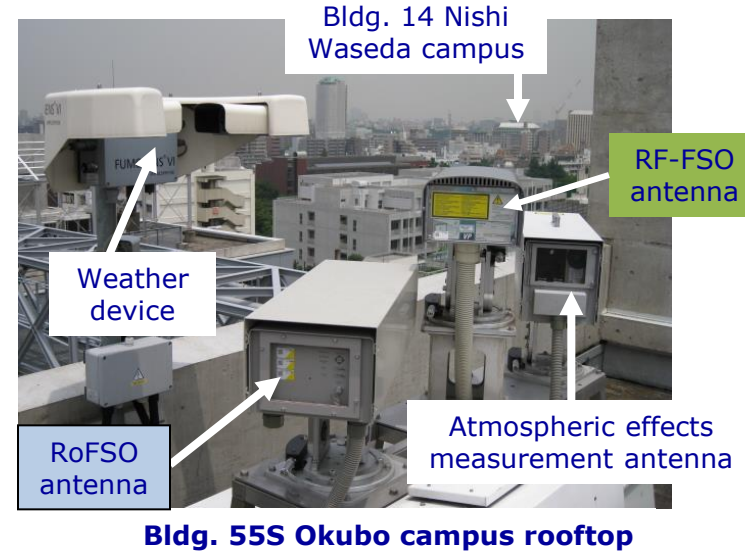 Bldg. 14 Nishi
Waseda campus
RF-FSO
antenna
Weather
device
Atmospheric effects
measurement antenna
RoFSO
antenna
Bldg. 55S Okubo campus rooftop